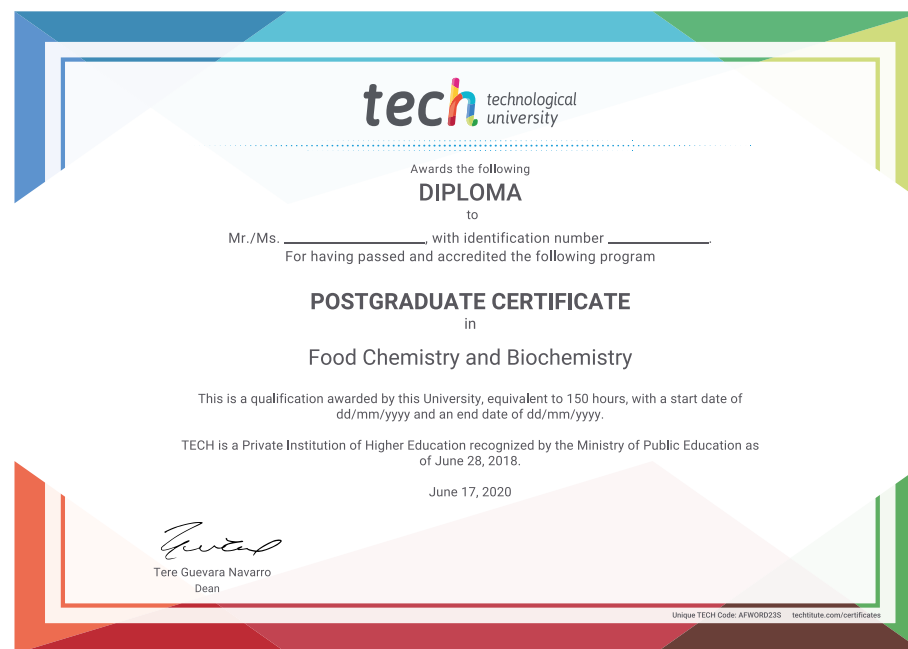 tech technological
university
Awards the following
DIPLOMA
to
Mr./Ms. ____________________, with identification number ______________.
For having passed and accredited the following program
POSTGRADUATE CERTIFICATE
in
Food Chemistry and Biochemistry
This is a qualification awarded by this University, equivalent to 150 hours, with a start date of
dd/mm/yyyy and an end date of dd/mm/yyyy.
TECH is a Private Institution of Higher Education recognized by the Ministry of Public Education as
of June 28, 2018.
June 17, 2020
Tere Guevara Navarro
Dean
Unique TECH Code: AFWORD23S techtitute.com/certificates